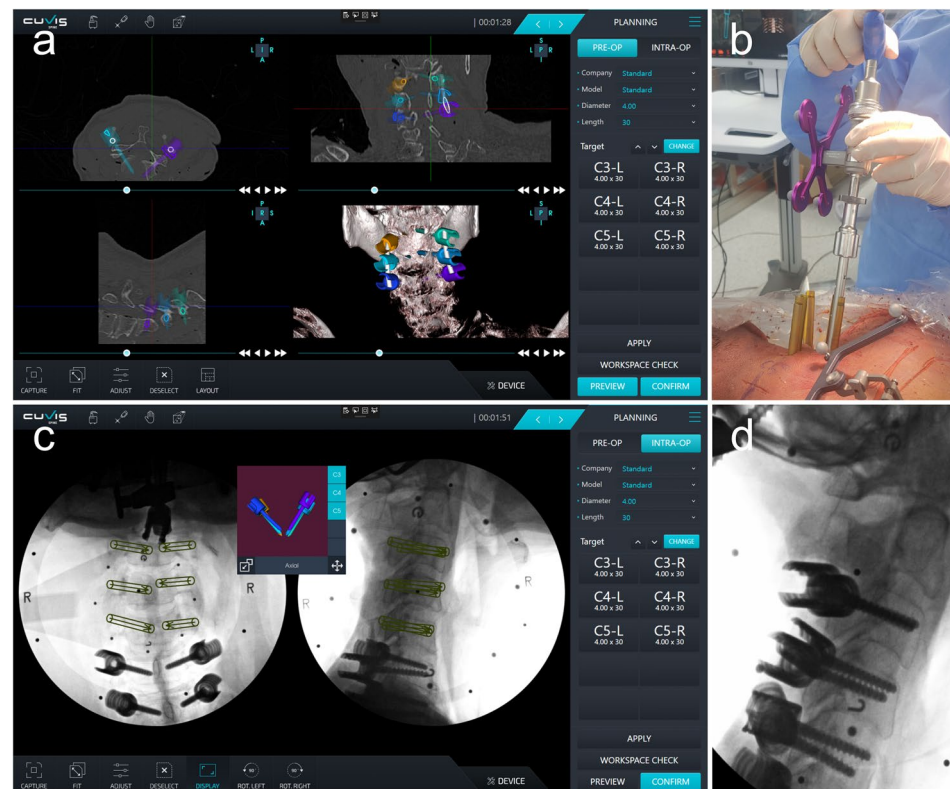 a
CUVIS
| 00:01:28
< | >
PLANNING
PRE-OP INTRA-OP
Company Standard
Model Standard
Diameter 4.00
Length 30
Target CHANGE
C3-L C3-R
4.00 x 30 4.00 x 30
C4-L C4-R
4.00 x 30 4.00 x 30
C5-L C5-R
4.00 x 30 4.00 x 30
APPLY
WORKSPACE CHECK
PREVIEW CONFIRM
P
L I R
A
S
L P R
I
P
I R S
A
S
L P R
I
CAPTURE FIT ADJUST DESELECT LAYOUT
DEVICE
b
c
CUVIS
| 00:01:51
< | >
PLANNING
PRE-OP INTRA-OP
Company Standard
Model Standard
Diameter 4.00
Length 30
Target CHANGE
C3-L C3-R
4.00 x 30 4.00 x 30
C4-L C4-R
4.00 x 30 4.00 x 30
C5-L C5-R
4.00 x 30 4.00 x 30
APPLY
WORKSPACE CHECK
PREVIEW CONFIRM
C3
C4
C5
Axial
R
R
R
R
CAPTURE FIT ADJUST DESELECT DISPLAY ROT. LEFT ROT. RIGHT
DEVICE
d